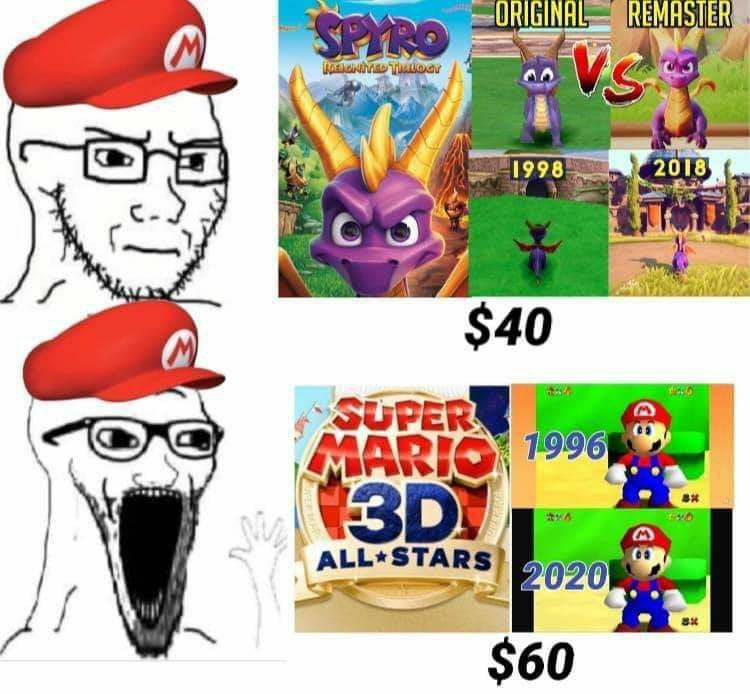 M
SPYRO
REIGNITED TRILOGY
ORIGINAL
REMASTER
VS
1998
2018
$40
M
SUPER
MARIO
3D
ALL★STARS
1996
2020
$60